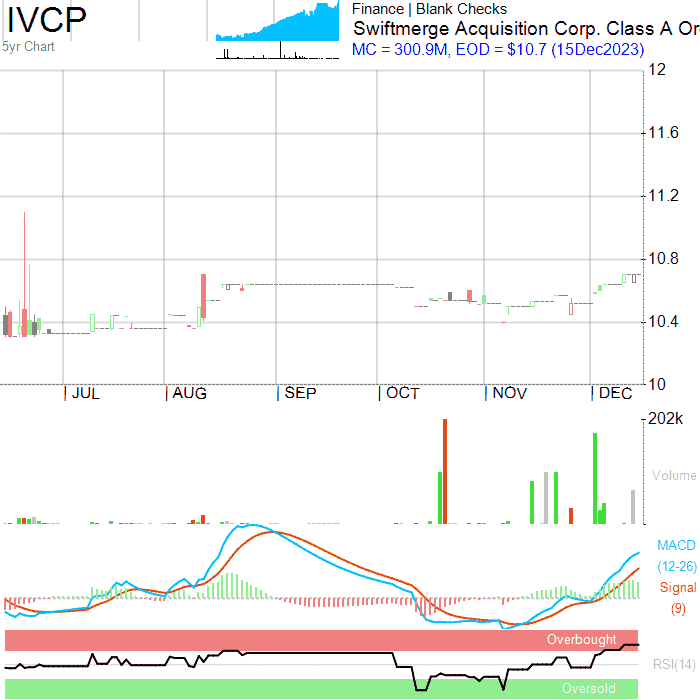 IVCP
5yr Chart
Finance | Blank Checks
Swiftmerge Acquisition Corp. Class A Or
MC = 300.9M, EOD = $10.7 (15Dec2023)
12
11.6
11.2
10.8
10.4
10
JUL AUG SEP OCT NOV DEC
202k
Volume
MACD
(12-26)
Signal
(9)
Overbought
RSI(14)
Oversold